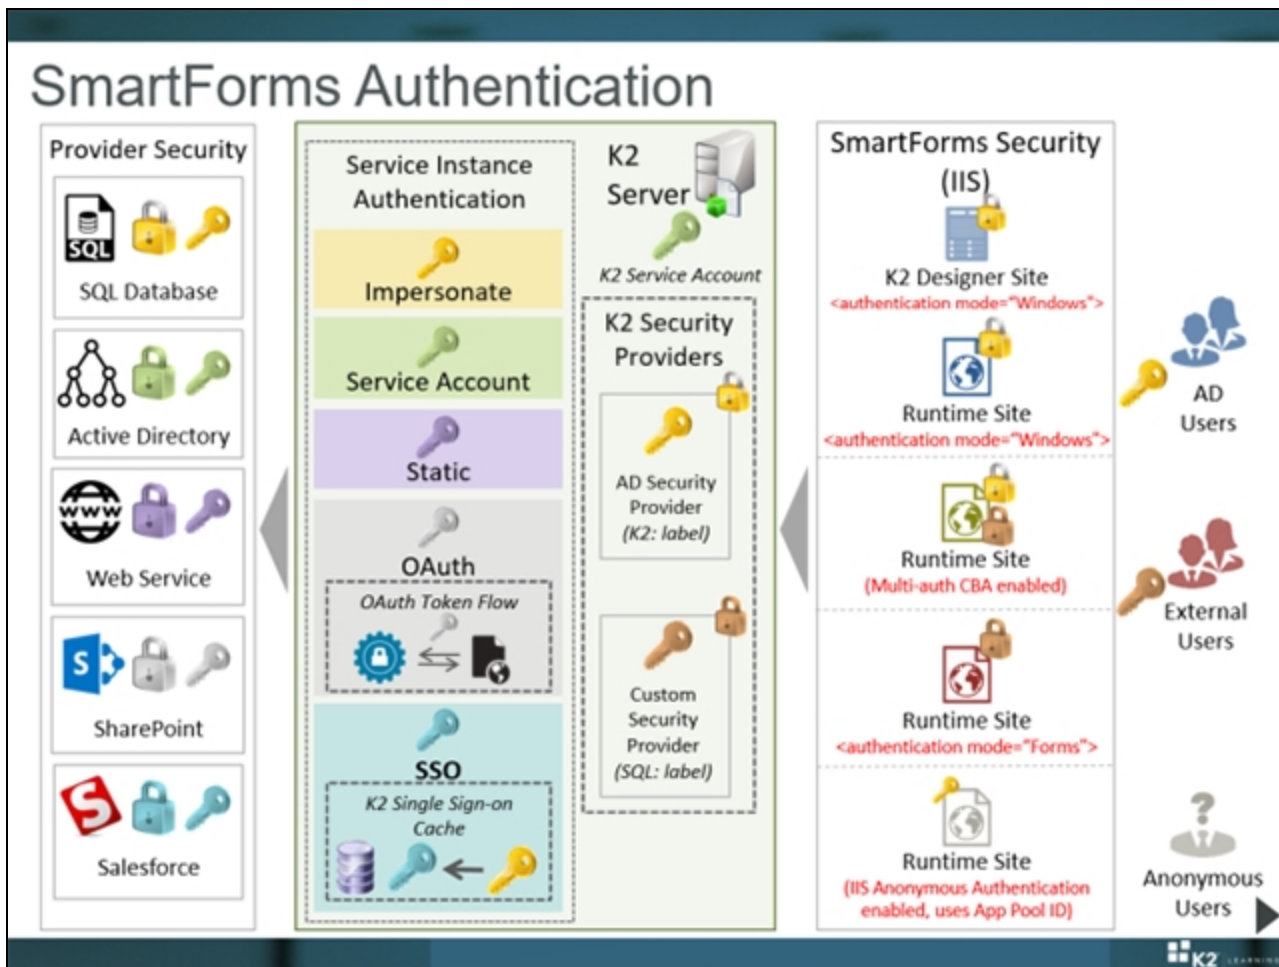 SmartForms Authentication
Provider Security
SQL
SQL Database
Active Directory
WWW
Web Service
S
SharePoint
S
Salesforce
Service Instance
Authentication
Impersonate
Service Account
Static
OAuth
OAuth Token Flow
SSO
K2 Single Sign-on
Cache
K2
Server
K2 Service Account
K2 Security
Providers
AD Security
Provider
(K2: label)
Custom
Security
Provider
(SQL: label)
SmartForms Security
(IIS)
K2 Designer Site
<authentication mode="Windows">
Runtime Site
<authentication mode="Windows">
Runtime Site
(Multi-auth CBA enabled)
Runtime Site
<authentication mode="Forms">
Runtime Site
(IIS Anonymous Authentication
enabled, uses App Pool ID)
AD
Users
External
Users
?
Anonymous
Users
K2 LEARNING